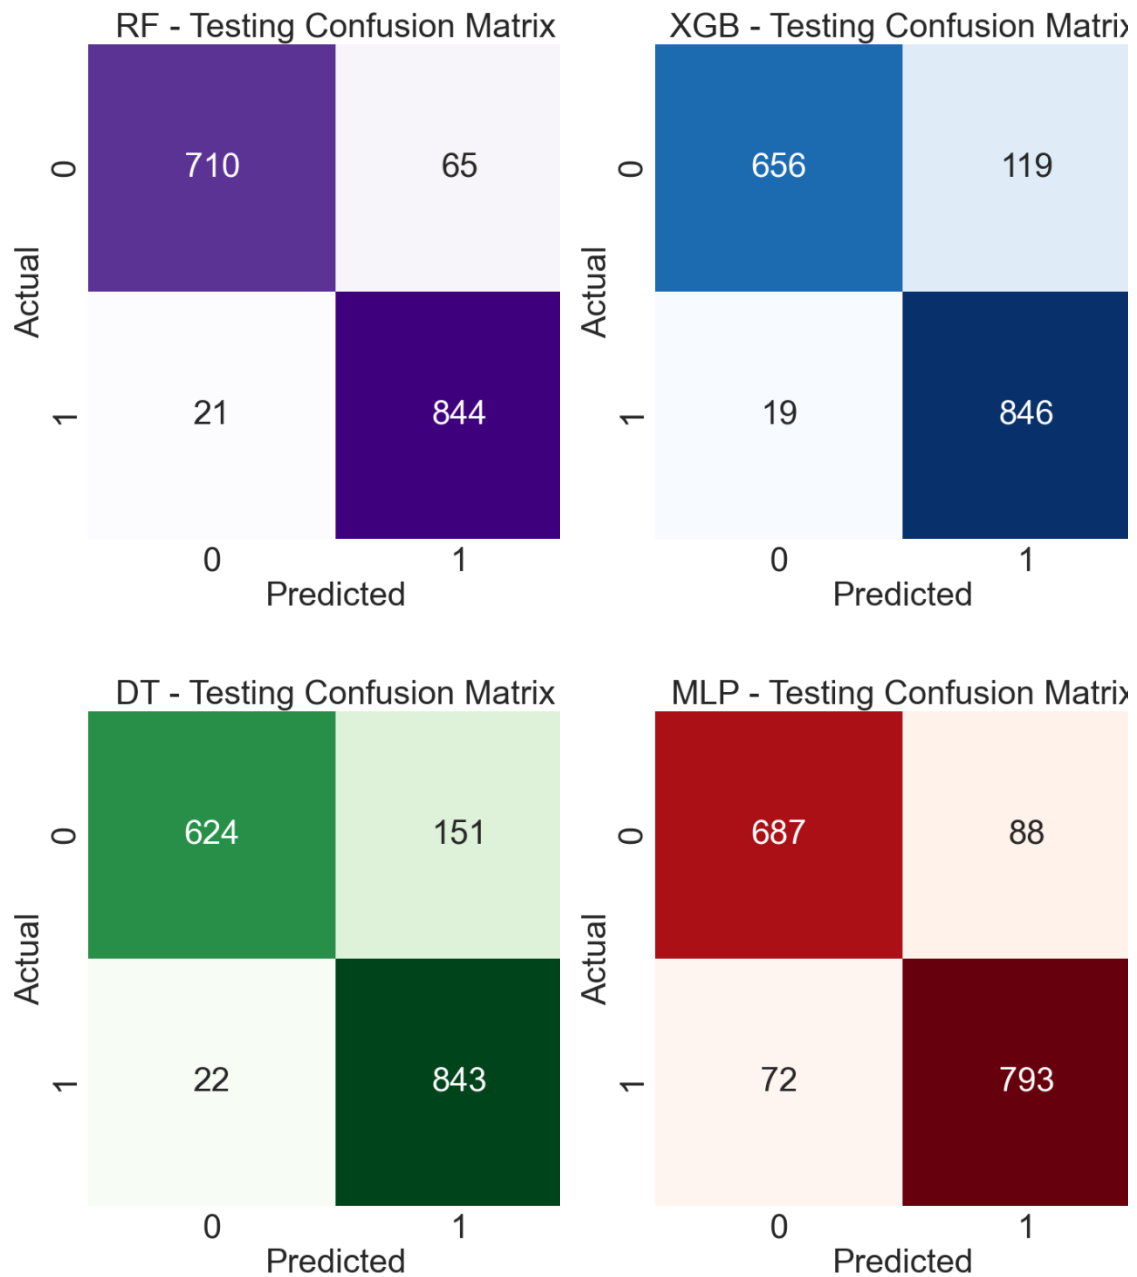 RF - Testing Confusion Matrix
0
710
65
Actual
1
21
844
0
1
Predicted
XGB - Testing Confusion Matrix
0
656
119
Actual
1
19
846
0
1
Predicted
DT - Testing Confusion Matrix
0
624
151
Actual
1
22
843
0
1
Predicted
MLP - Testing Confusion Matrix
0
687
88
Actual
1
72
793
0
1
Predicted